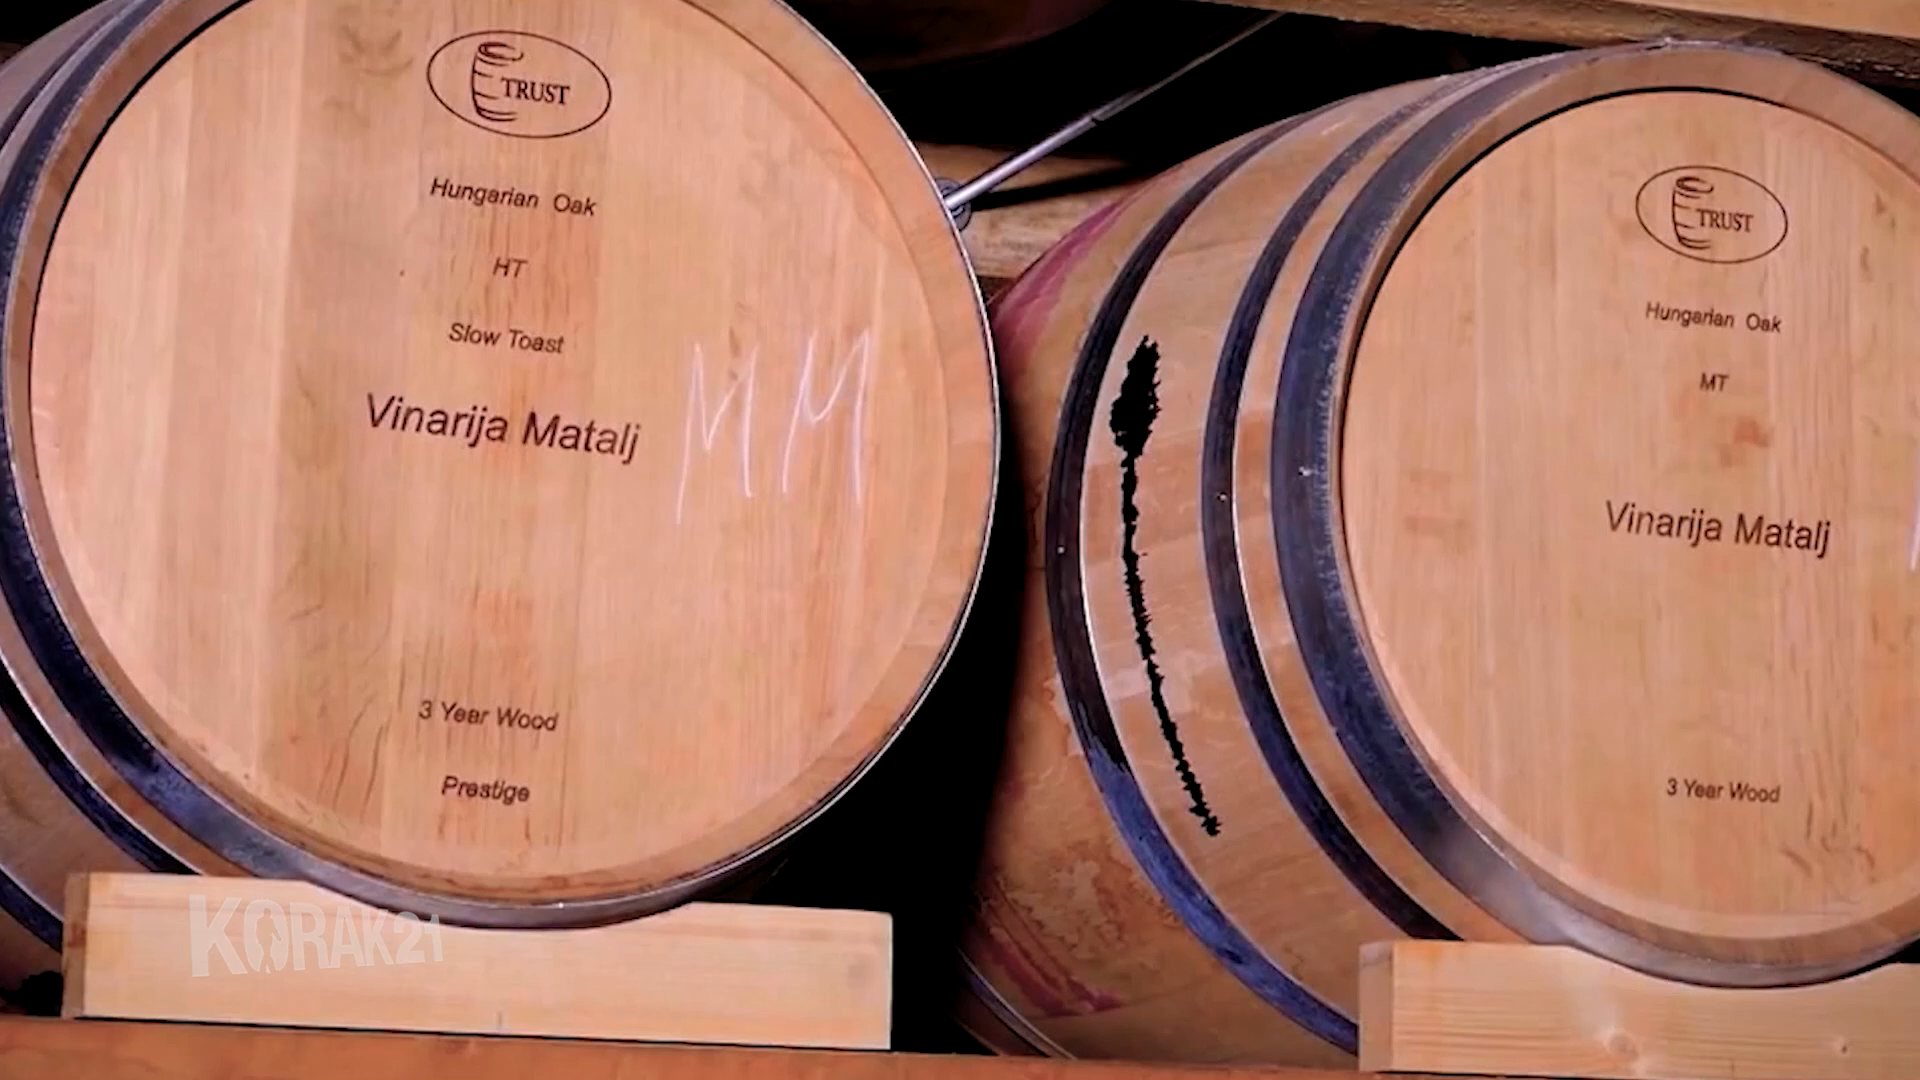 TRUST
Hungarian Oak
HT
Slow Toast
Vinarija Matalj
MM
3 Year Wood
Prestige
TRUST
Hungarian Oak
MT
Vinarija Matalj
3 Year Wood
KORAK21